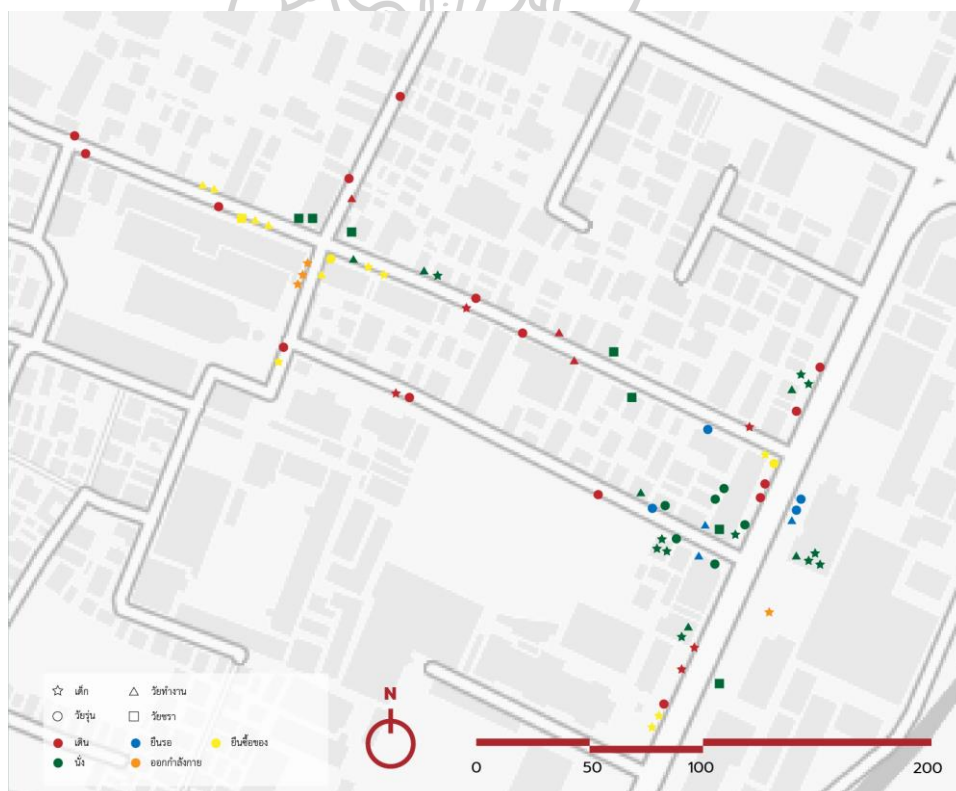 เด็ก วัยทำงาน
วัยรุ่น วัยชรา
เดิน ยืนรอ ยืนซื้อของ
นั่ง ออกกำลังกาย
N
0 50 100 200